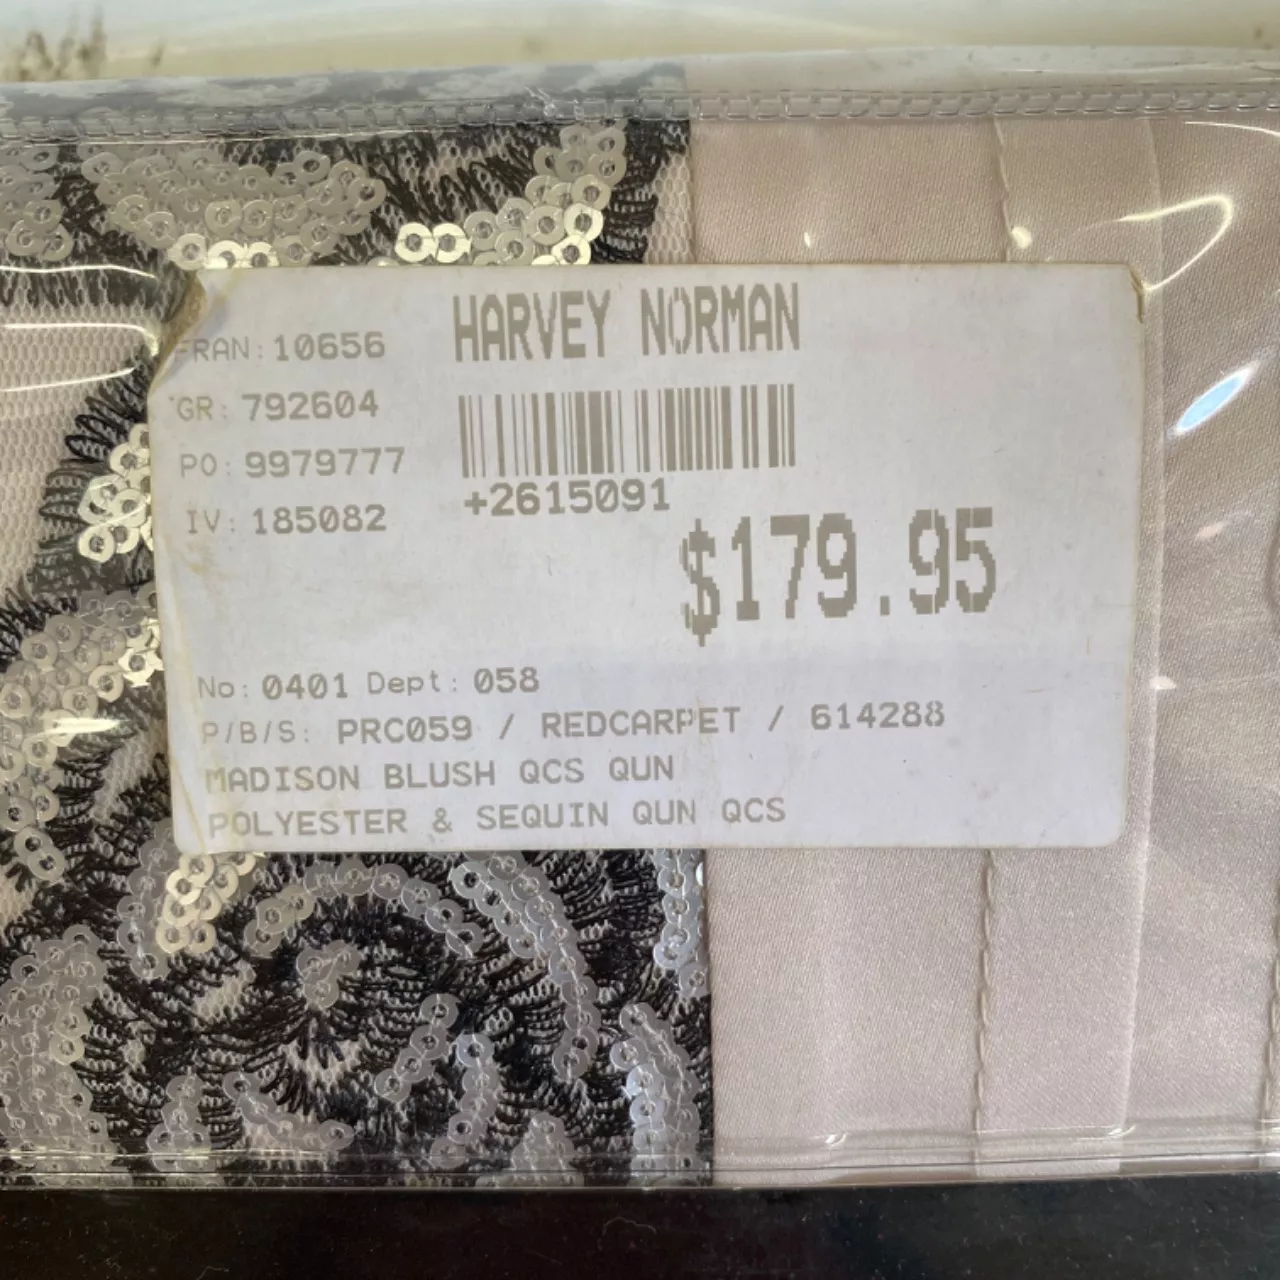 HARVEY NORMAN
FRAN: 10656
GR: 792604
PO: 9979777
IV: 185082
+2615091
$179.95
No: 0401 Dept: 058
P/B/S: PRC059 / REDCARPET / 614288
MADISON BLUSH QCS QUN
POLYESTER & SEQUIN QUN QCS